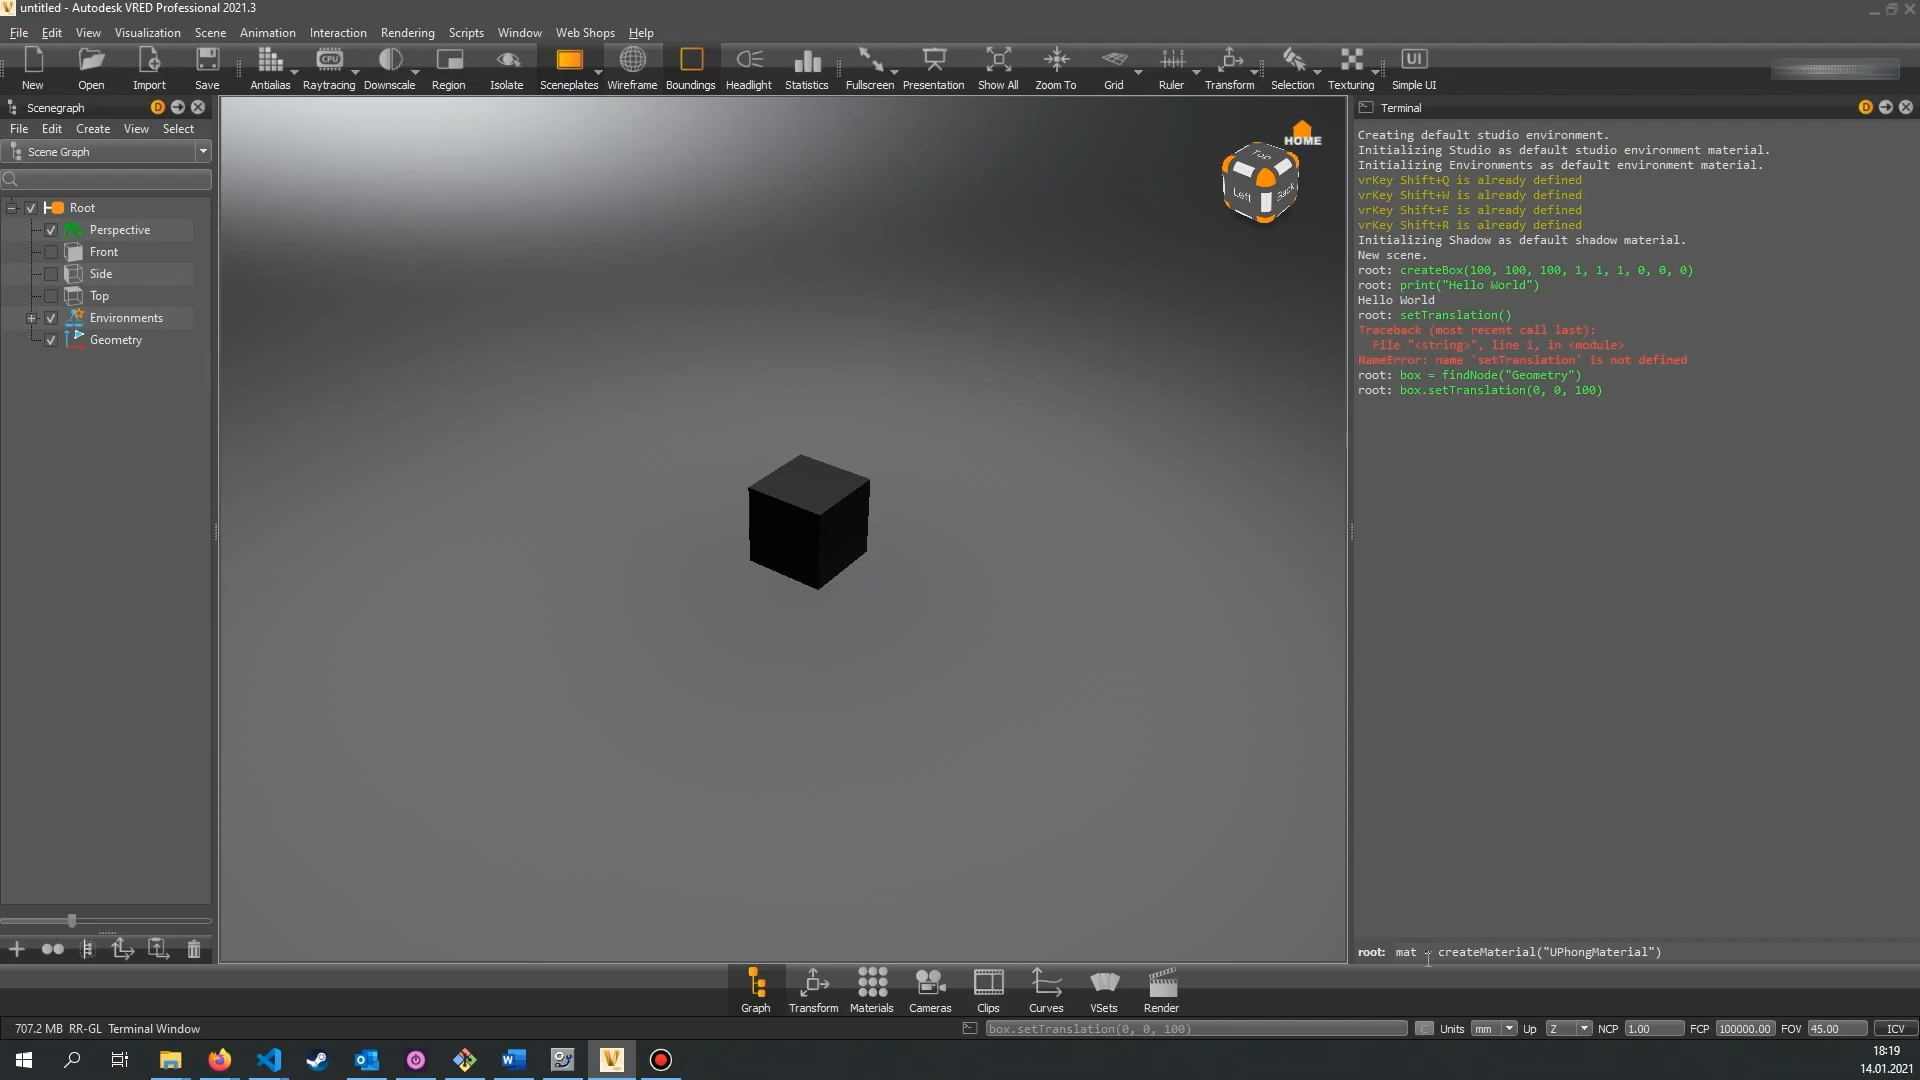 untitled - Autodesk VRED Professional 2021.3
File Edit View Visualization Scene Animation Interaction Rendering Scripts Window Web Shops Help
New Open Import Save Antialias Raytracing Downscale Region Isolate Sceneplates Wireframe Boundings Headlight Statistics Fullscreen Presentation Show All Zoom To Grid Ruler Transform Selection Texturing Simple UI
CPU
UI
Scenegraph
D
File Edit Create View Select
Scene Graph
Root
Perspective
Front
Side
Top
Environments
Geometry
HOME
Top
Left
Back
Terminal
D
Creating default studio environment.
Initializing Studio as default studio environment material.
Initializing Environments as default environment material.
vrKey Shift+Q is already defined
vrKey Shift+W is already defined
vrKey Shift+E is already defined
vrKey Shift+R is already defined
Initializing Shadow as default shadow material.
New scene.
root: createBox(100, 100, 100, 1, 1, 1, 0, 0, 0)
root: print("Hello World")
Hello World
root: setTranslation()
Traceback (most recent call last):
File "<string>", line 1, in <module>
NameError: name 'setTranslation' is not defined
root: box = findNode("Geometry")
root: box.setTranslation(0, 0, 100)
root: mat = createMaterial("UPhongMaterial")
Graph Transform Materials Cameras Clips Curves VSets Render
707.2 MB RR-GL Terminal Window
box.setTranslation(0, 0, 100)
C Units mm Up Z NCP 1.00 FCP 100000.00 FOV 45.00 ICV
18:19
14.01.2021